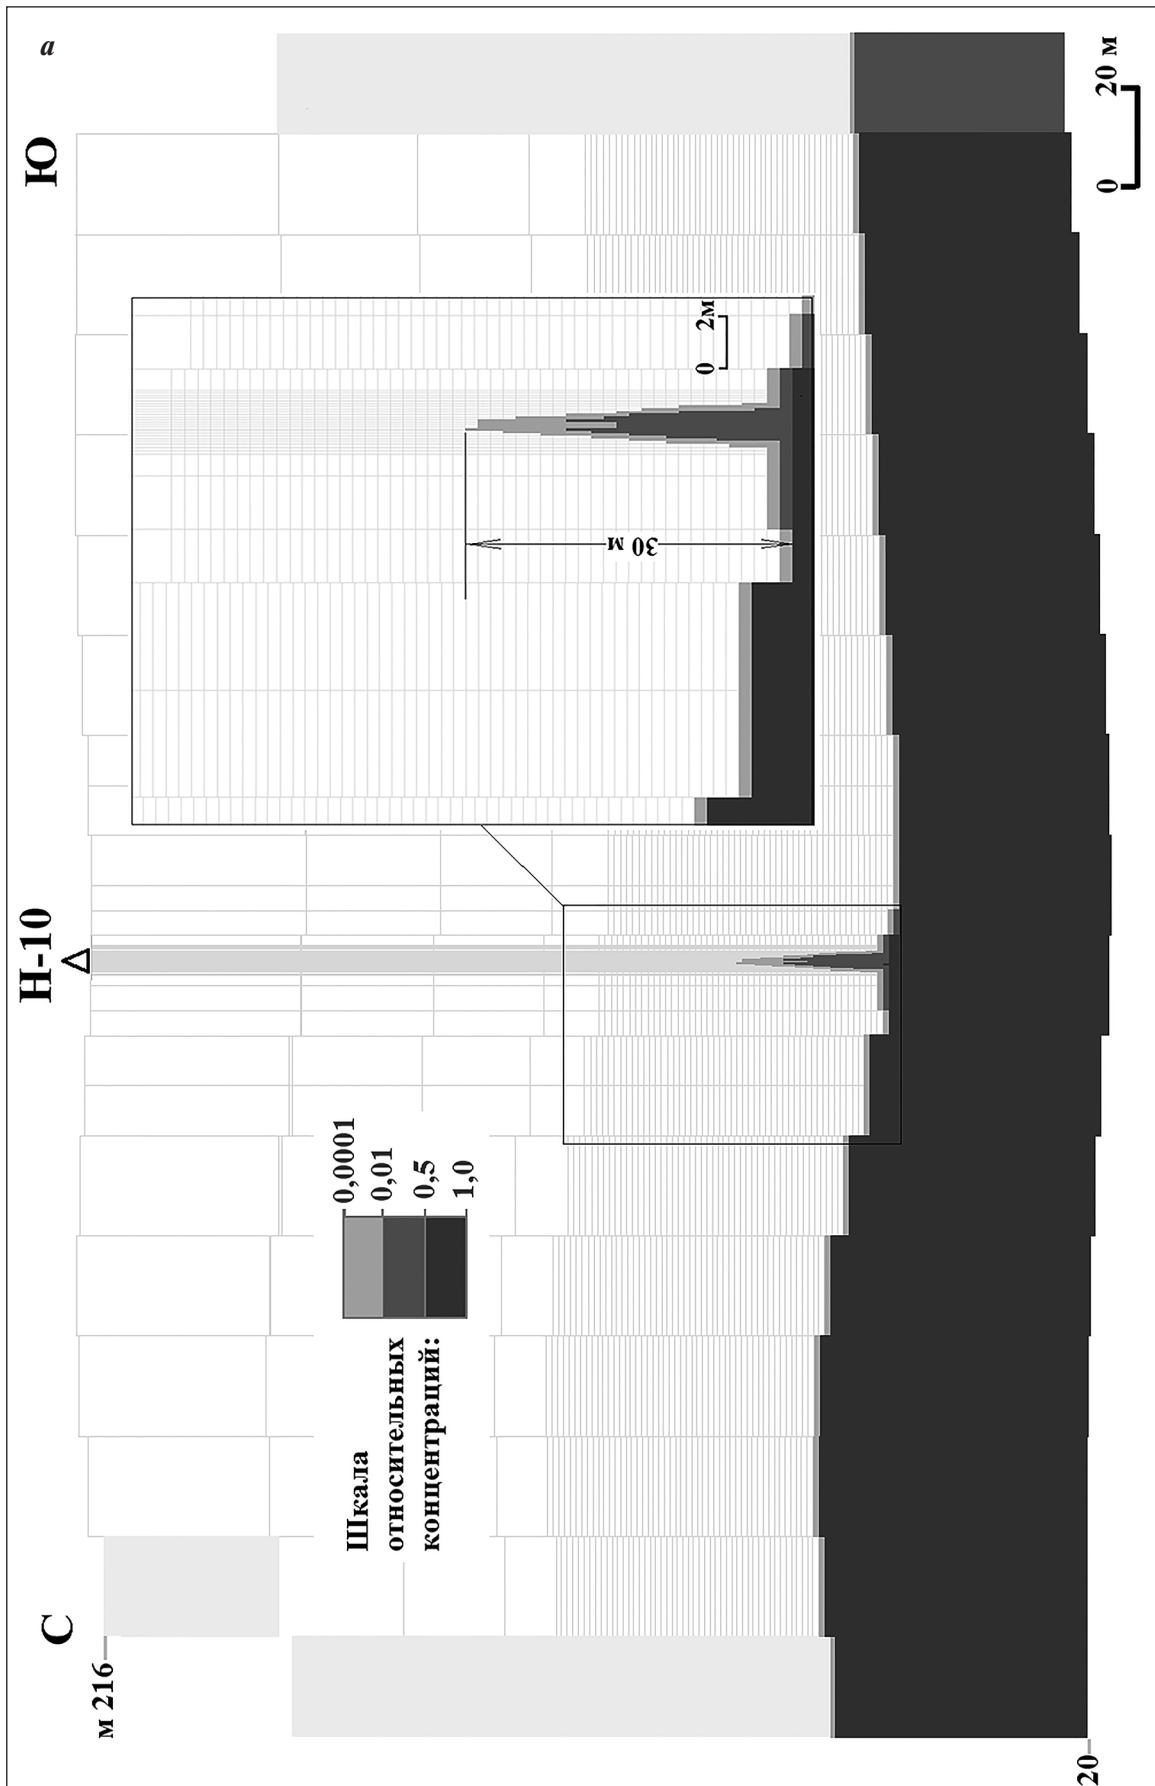 а
С
Н-10
Ю
м 216
20
Шкала
относительных
концентраций:
0,0001
0,01
0,5
1,0
30 м
0 2м
0 20 м